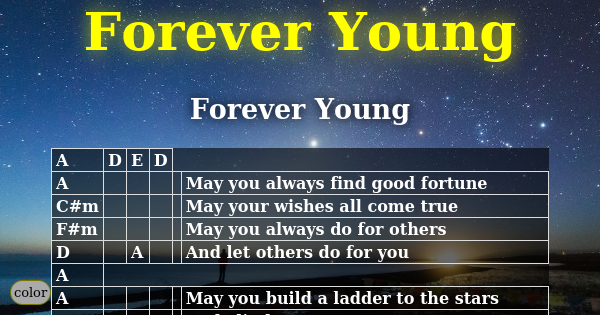 Forever Young
Forever Young
A D E D
A May you always find good fortune
C#m May your wishes all come true
F#m May you always do for others
D A And let others do for you
A
A May you build a ladder to the stars
color